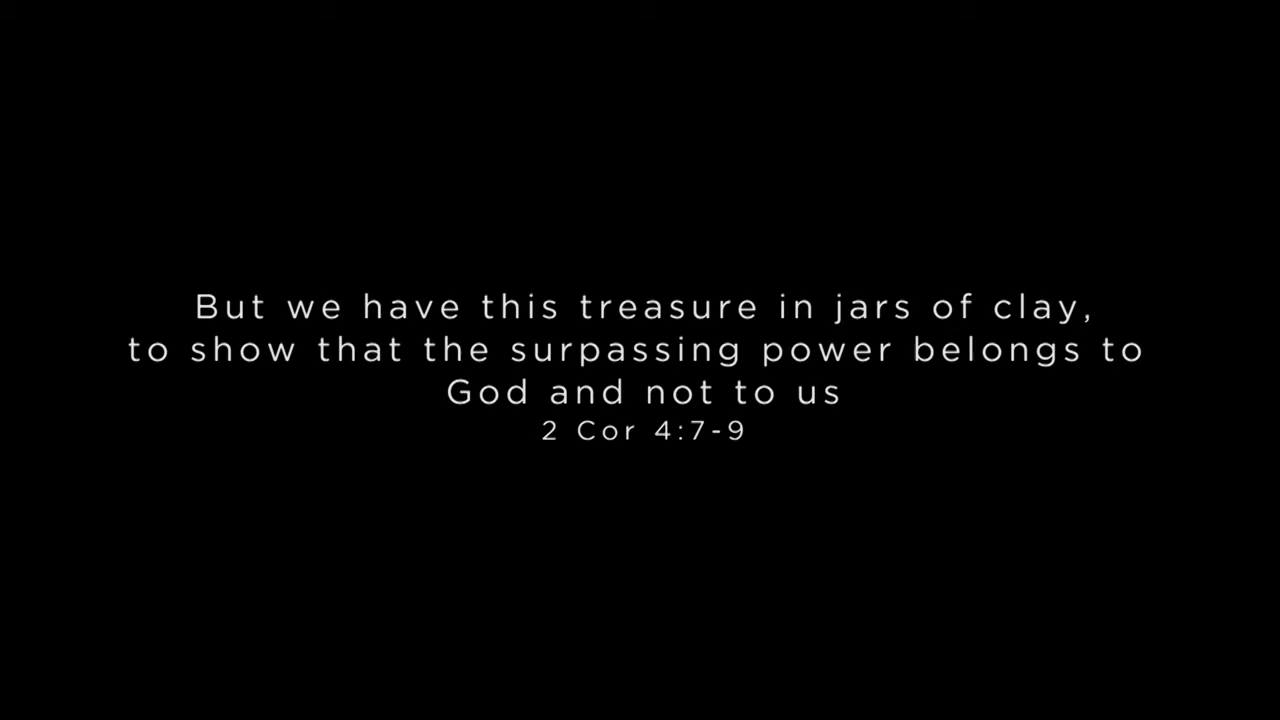 But we have this treasure in jars of clay,
to show that the surpassing power belongs to
God and not to us
2 Cor 4:7-9